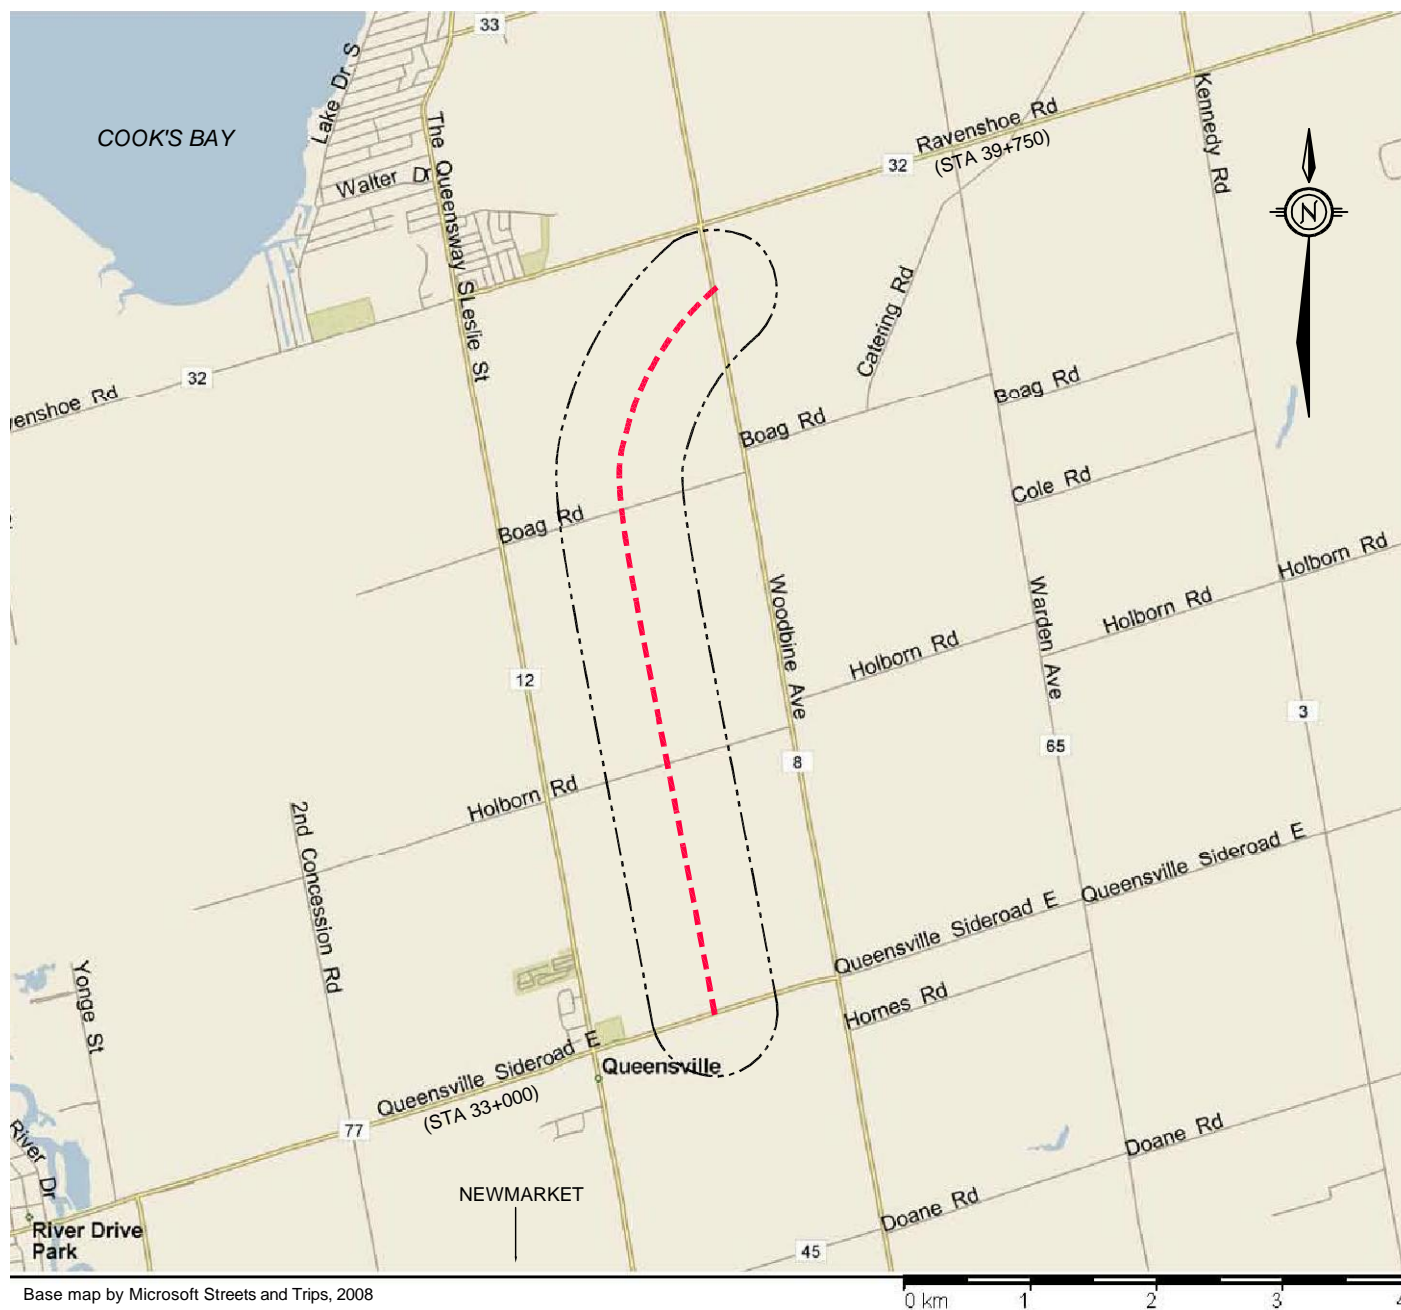 33
Lake Dr S
COOK'S BAY
The Queensway S
Walter Dr
Kennedy Rd
Ravenshoe Rd
(STA 39+750)
32
N
Leslie St
Catering Rd
32
venshoe Rd
Boag Rd
Boag Rd
Cole Rd
Boag Rd
Holborn Rd
Woodbine Ave
Warden Ave
Holborn Rd
Holborn Rd
12
3
65
8
Holborn Rd
2nd Concession Rd
Queensville Sideroad E
Queensville Sideroad E
Yonge St
Homes Rd
Queensville Sideroad E
(STA 33+000)
Queensville
77
River Dr
Doane Rd
NEWMARKET
Doane Rd
River Drive
Park
45
Base map by Microsoft Streets and Trips, 2008
0 km 1 2 3 4